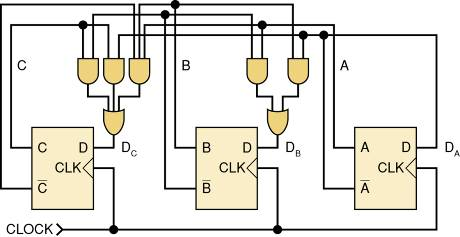 C B A
C D D_C B D D_B A D D_A
CLK CLK CLK
C̅ B̅ A̅
CLOCK